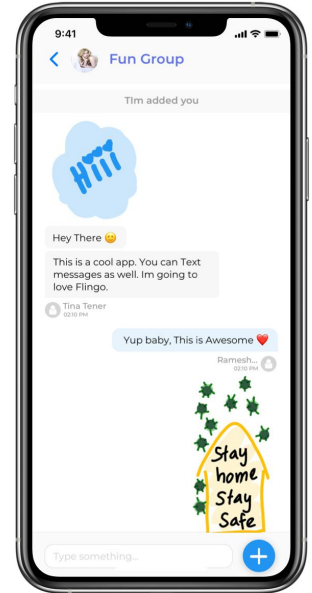 9:41
Fun Group
TIm added you
Hiii
Hey There 😊
This is a cool app. You can Text
messages as well. Im going to
love Flingo.
Tina Tener
02:10 PM
Yup baby, This is Awesome ❤️
Ramesh...
02:10 PM
Stay
home
Stay
Safe
Type something...